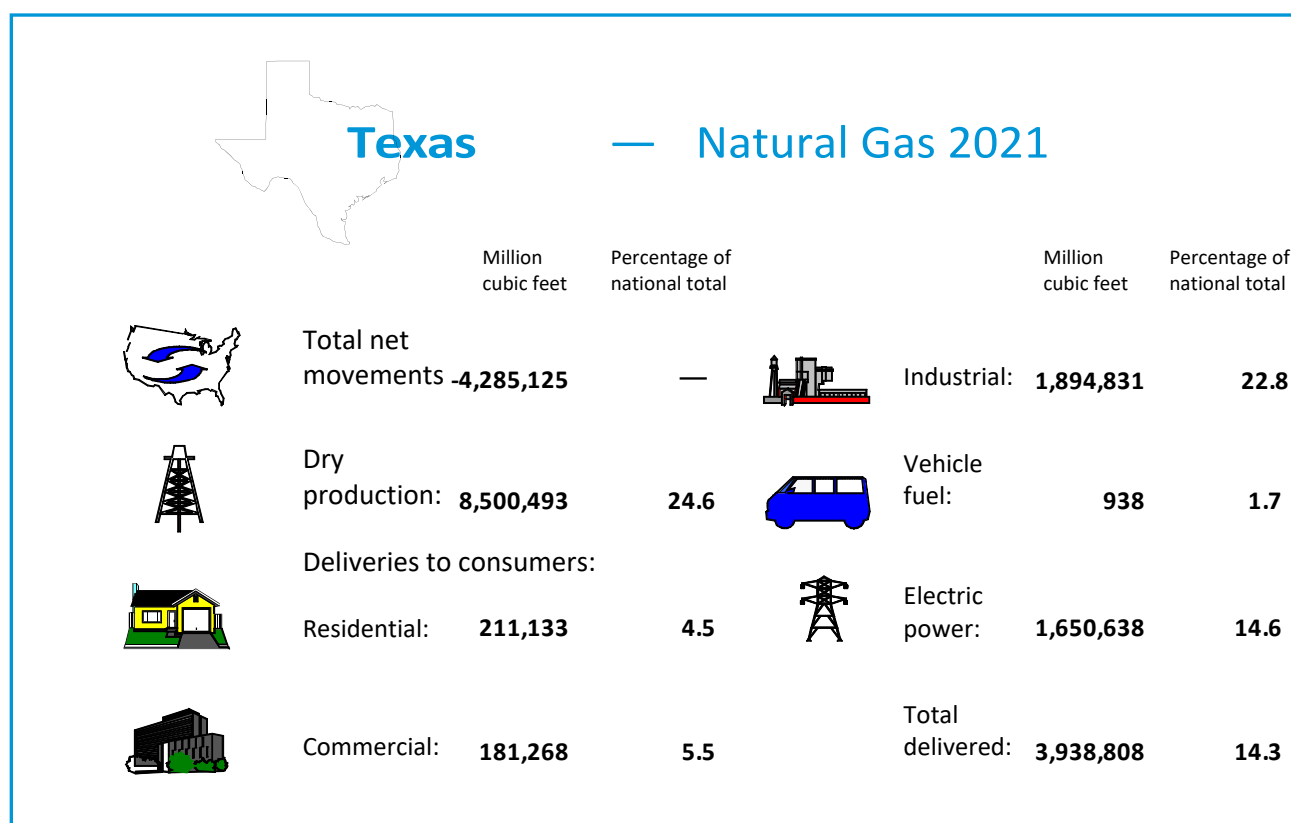 Texas — Natural Gas 2021
Million Percentage of Million Percentage of
cubic feet national total cubic feet national total
Total net
movements -4,285,125 —
Industrial: 1,894,831 22.8
Dry
production: 8,500,493 24.6
Vehicle
fuel: 938 1.7
Deliveries to consumers:
Residential: 211,133 4.5
Electric
power: 1,650,638 14.6
Commercial: 181,268 5.5
Total
delivered: 3,938,808 14.3